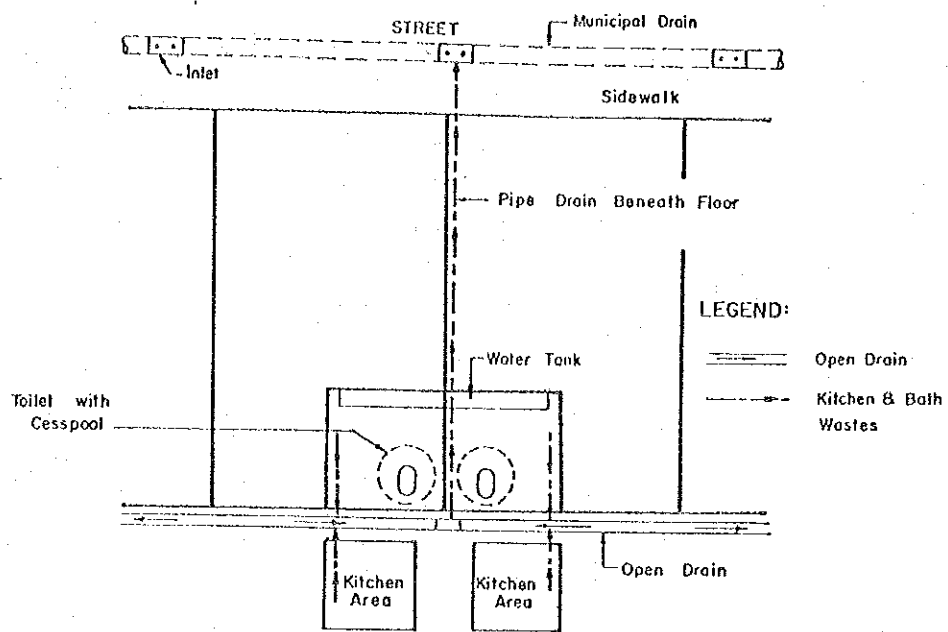 STREET
Municipal Drain
Inlet
Sidewalk
Pipe Drain Beneath Floor
LEGEND:
Open Drain
Kitchen & Bath
Wastes
Water Tank
Toilet with
Cesspool
Open Drain
Kitchen
Area
Kitchen
Area